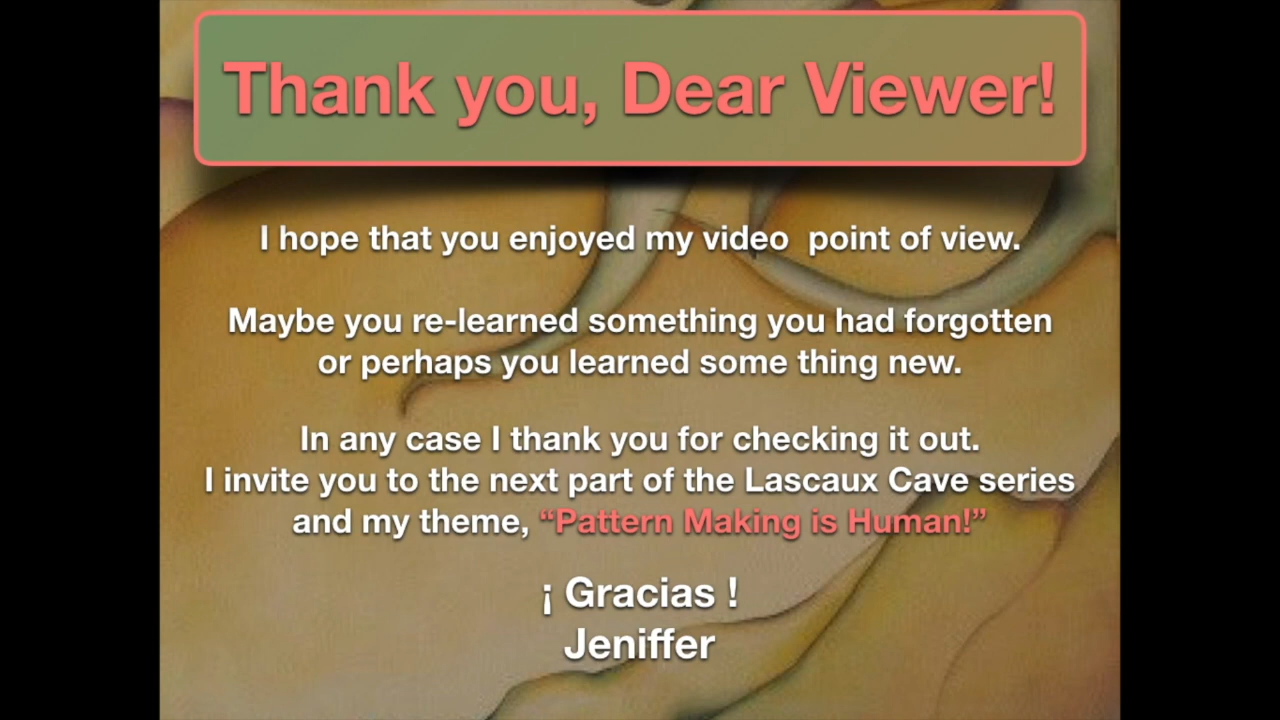 Thank you, Dear Viewer!
I hope that you enjoyed my video  point of view.
Maybe you re-learned something you had forgotten
or perhaps you learned some thing new.
In any case I thank you for checking it out.
I invite you to the next part of the Lascaux Cave series
and my theme, “Pattern Making is Human!”
¡ Gracias !
Jeniffer